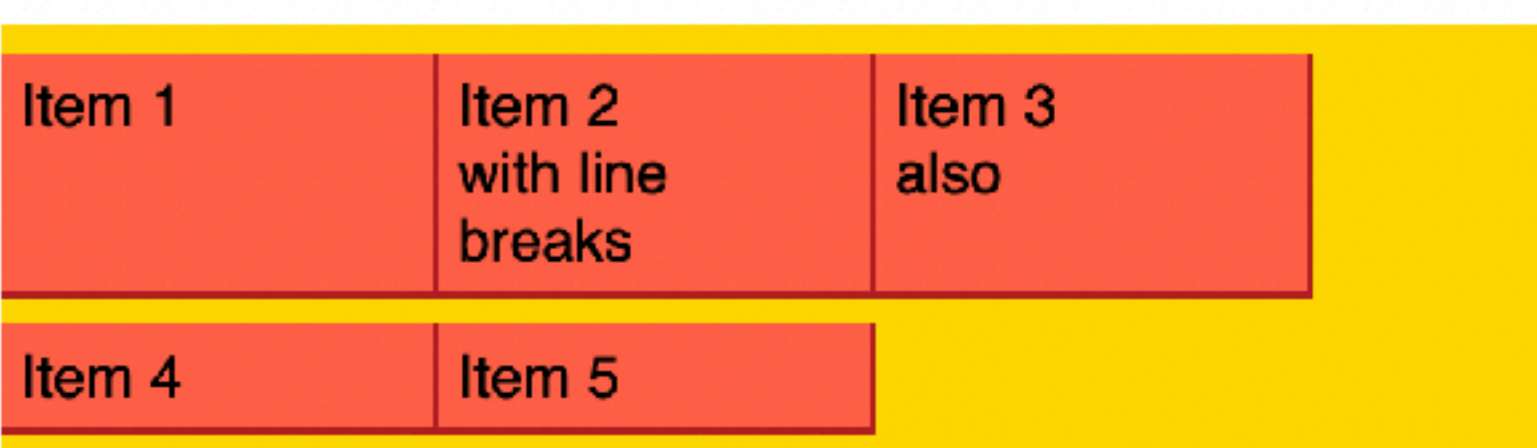 Item 1
Item 2
with line
breaks
Item 3
also
Item 4
Item 5